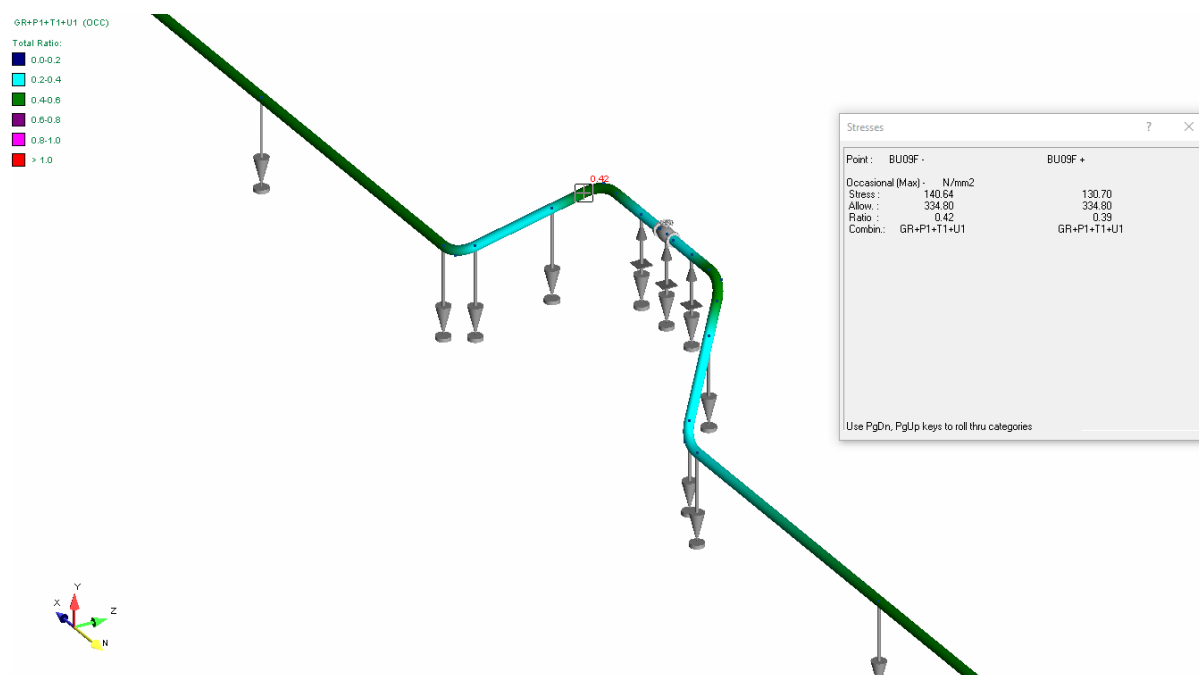 GR+P1+T1+U1 (OCC)
Total Ratio:
0.0-0.2
0.2-0.4
0.4-0.6
0.6-0.8
0.8-1.0
> 1.0
0.42
Stresses ? ×
Point : BU09F - BU09F +
Occasional (Max) - N/mm2
Stress : 140.64 130.70
Allow. : 334.80 334.80
Ratio : 0.42 0.39
Combin.: GR+P1+T1+U1 GR+P1+T1+U1
Use PgDn, PgUp keys to roll thru categories
Y
X
Z
N